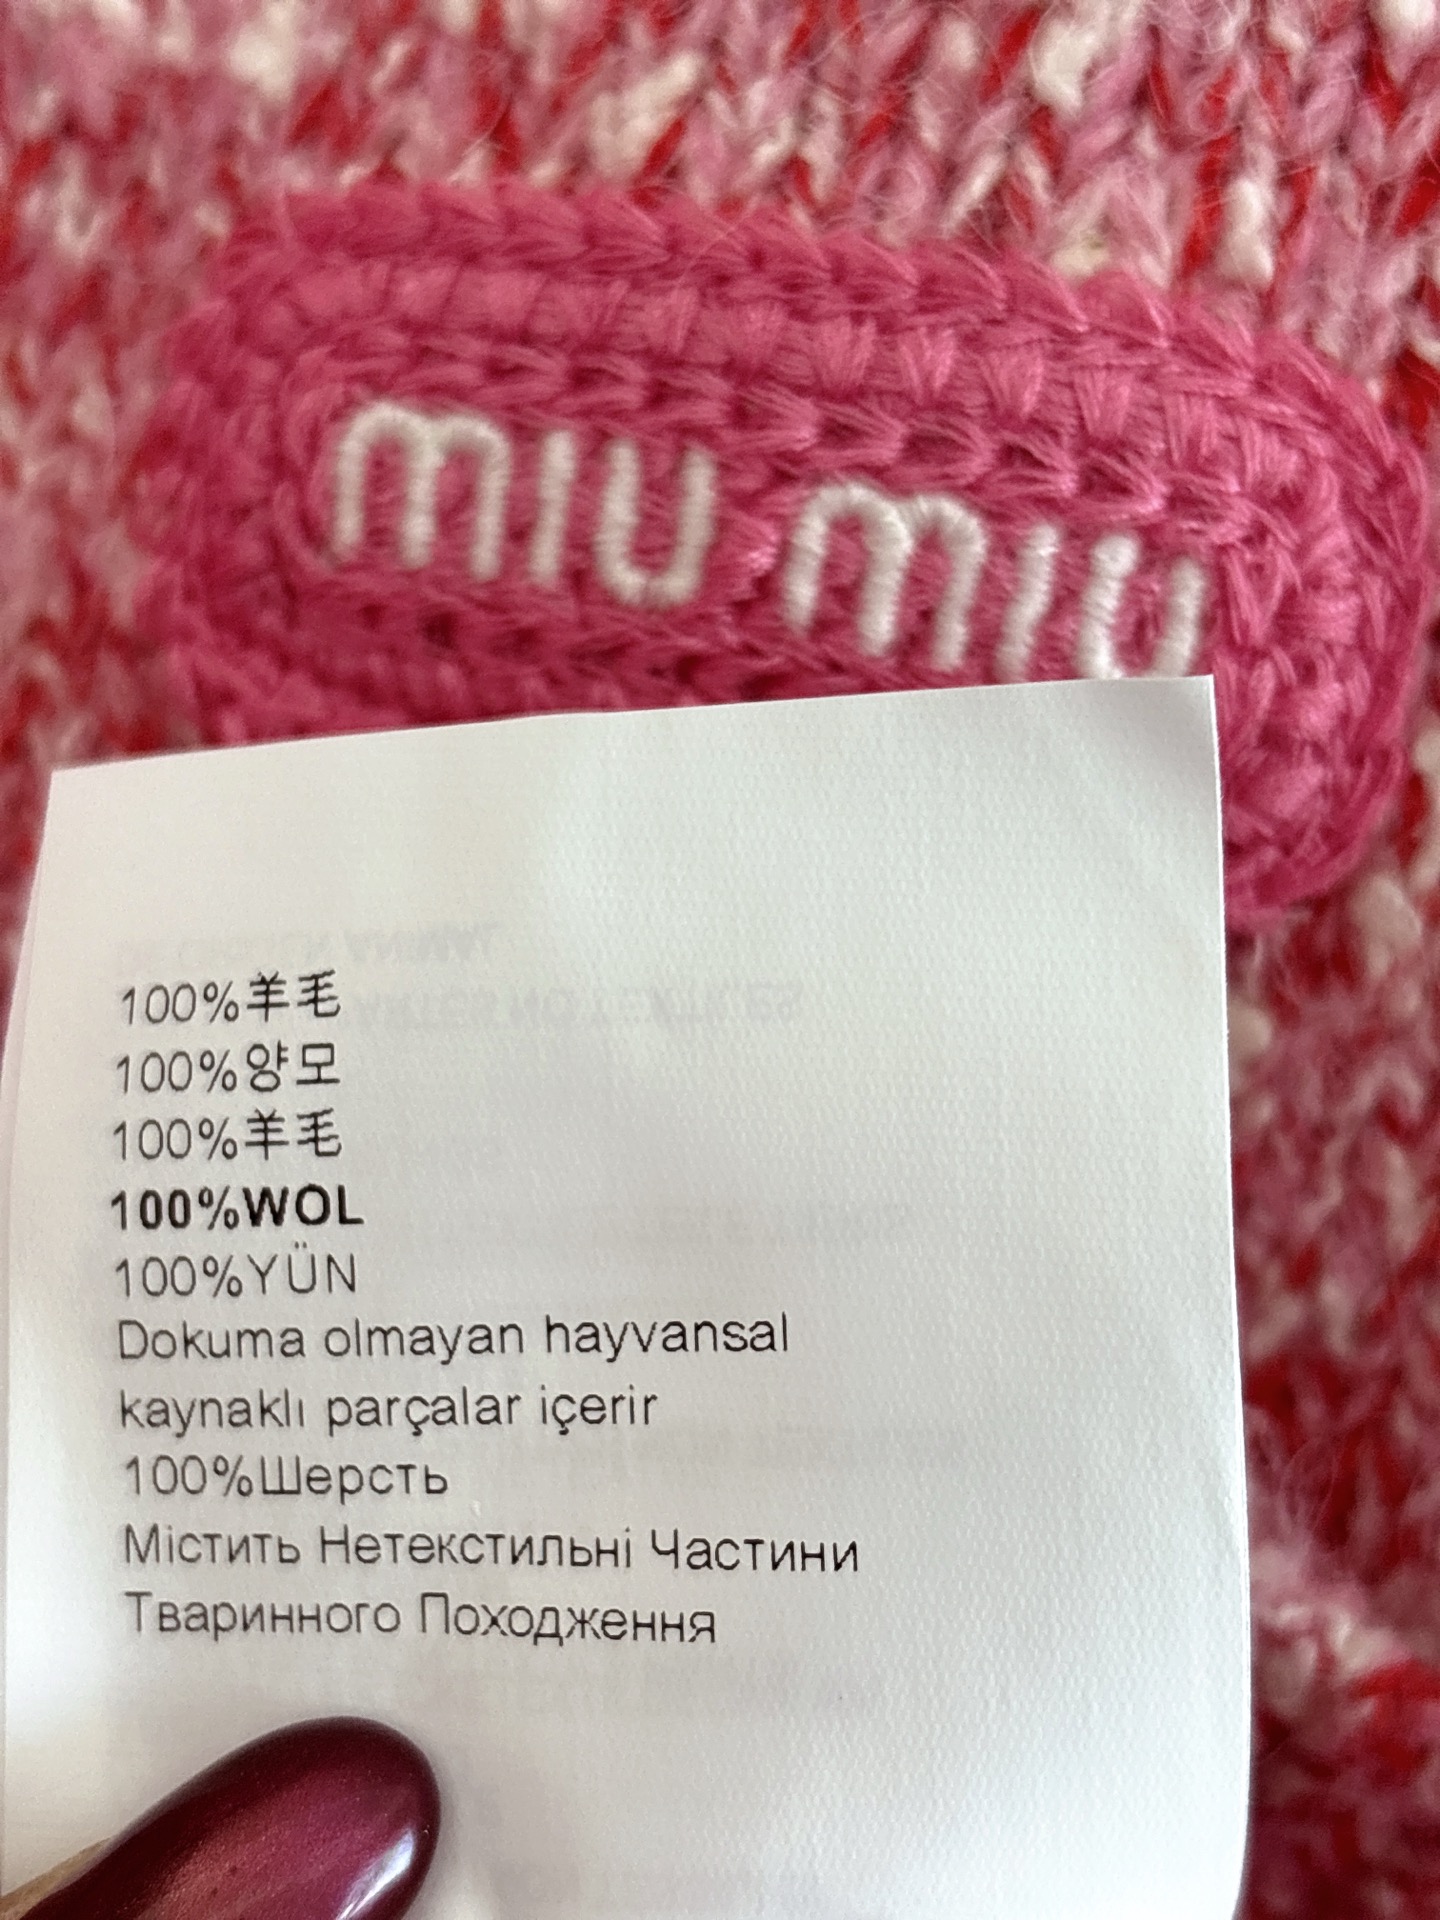 miu miu
100%羊毛
100%양모
100%羊毛
100%WOL
100%YÜN
Dokuma olmayan hayvansal
kaynaklı parçalar içerir
100%Шерсть
Містить Нетекстильні Частини
Тваринного Походження